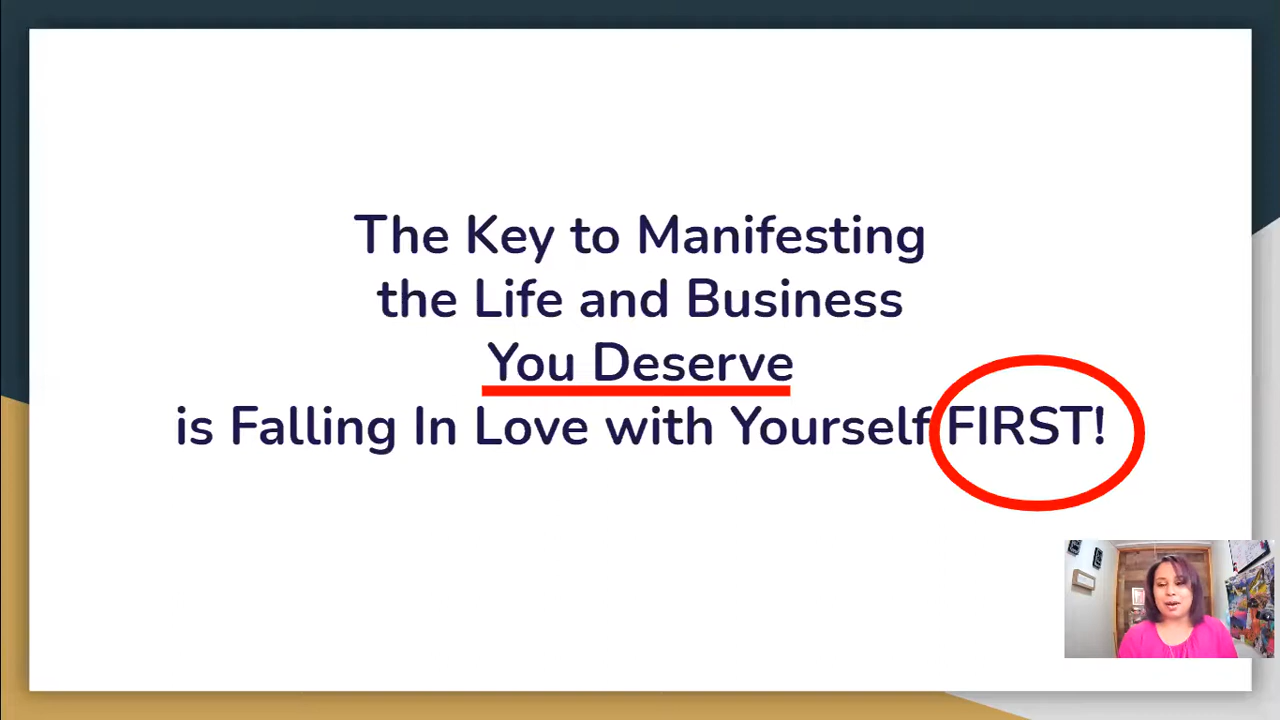 The Key to Manifesting
the Life and Business
You Deserve
is Falling In Love with Yourself FIRST!